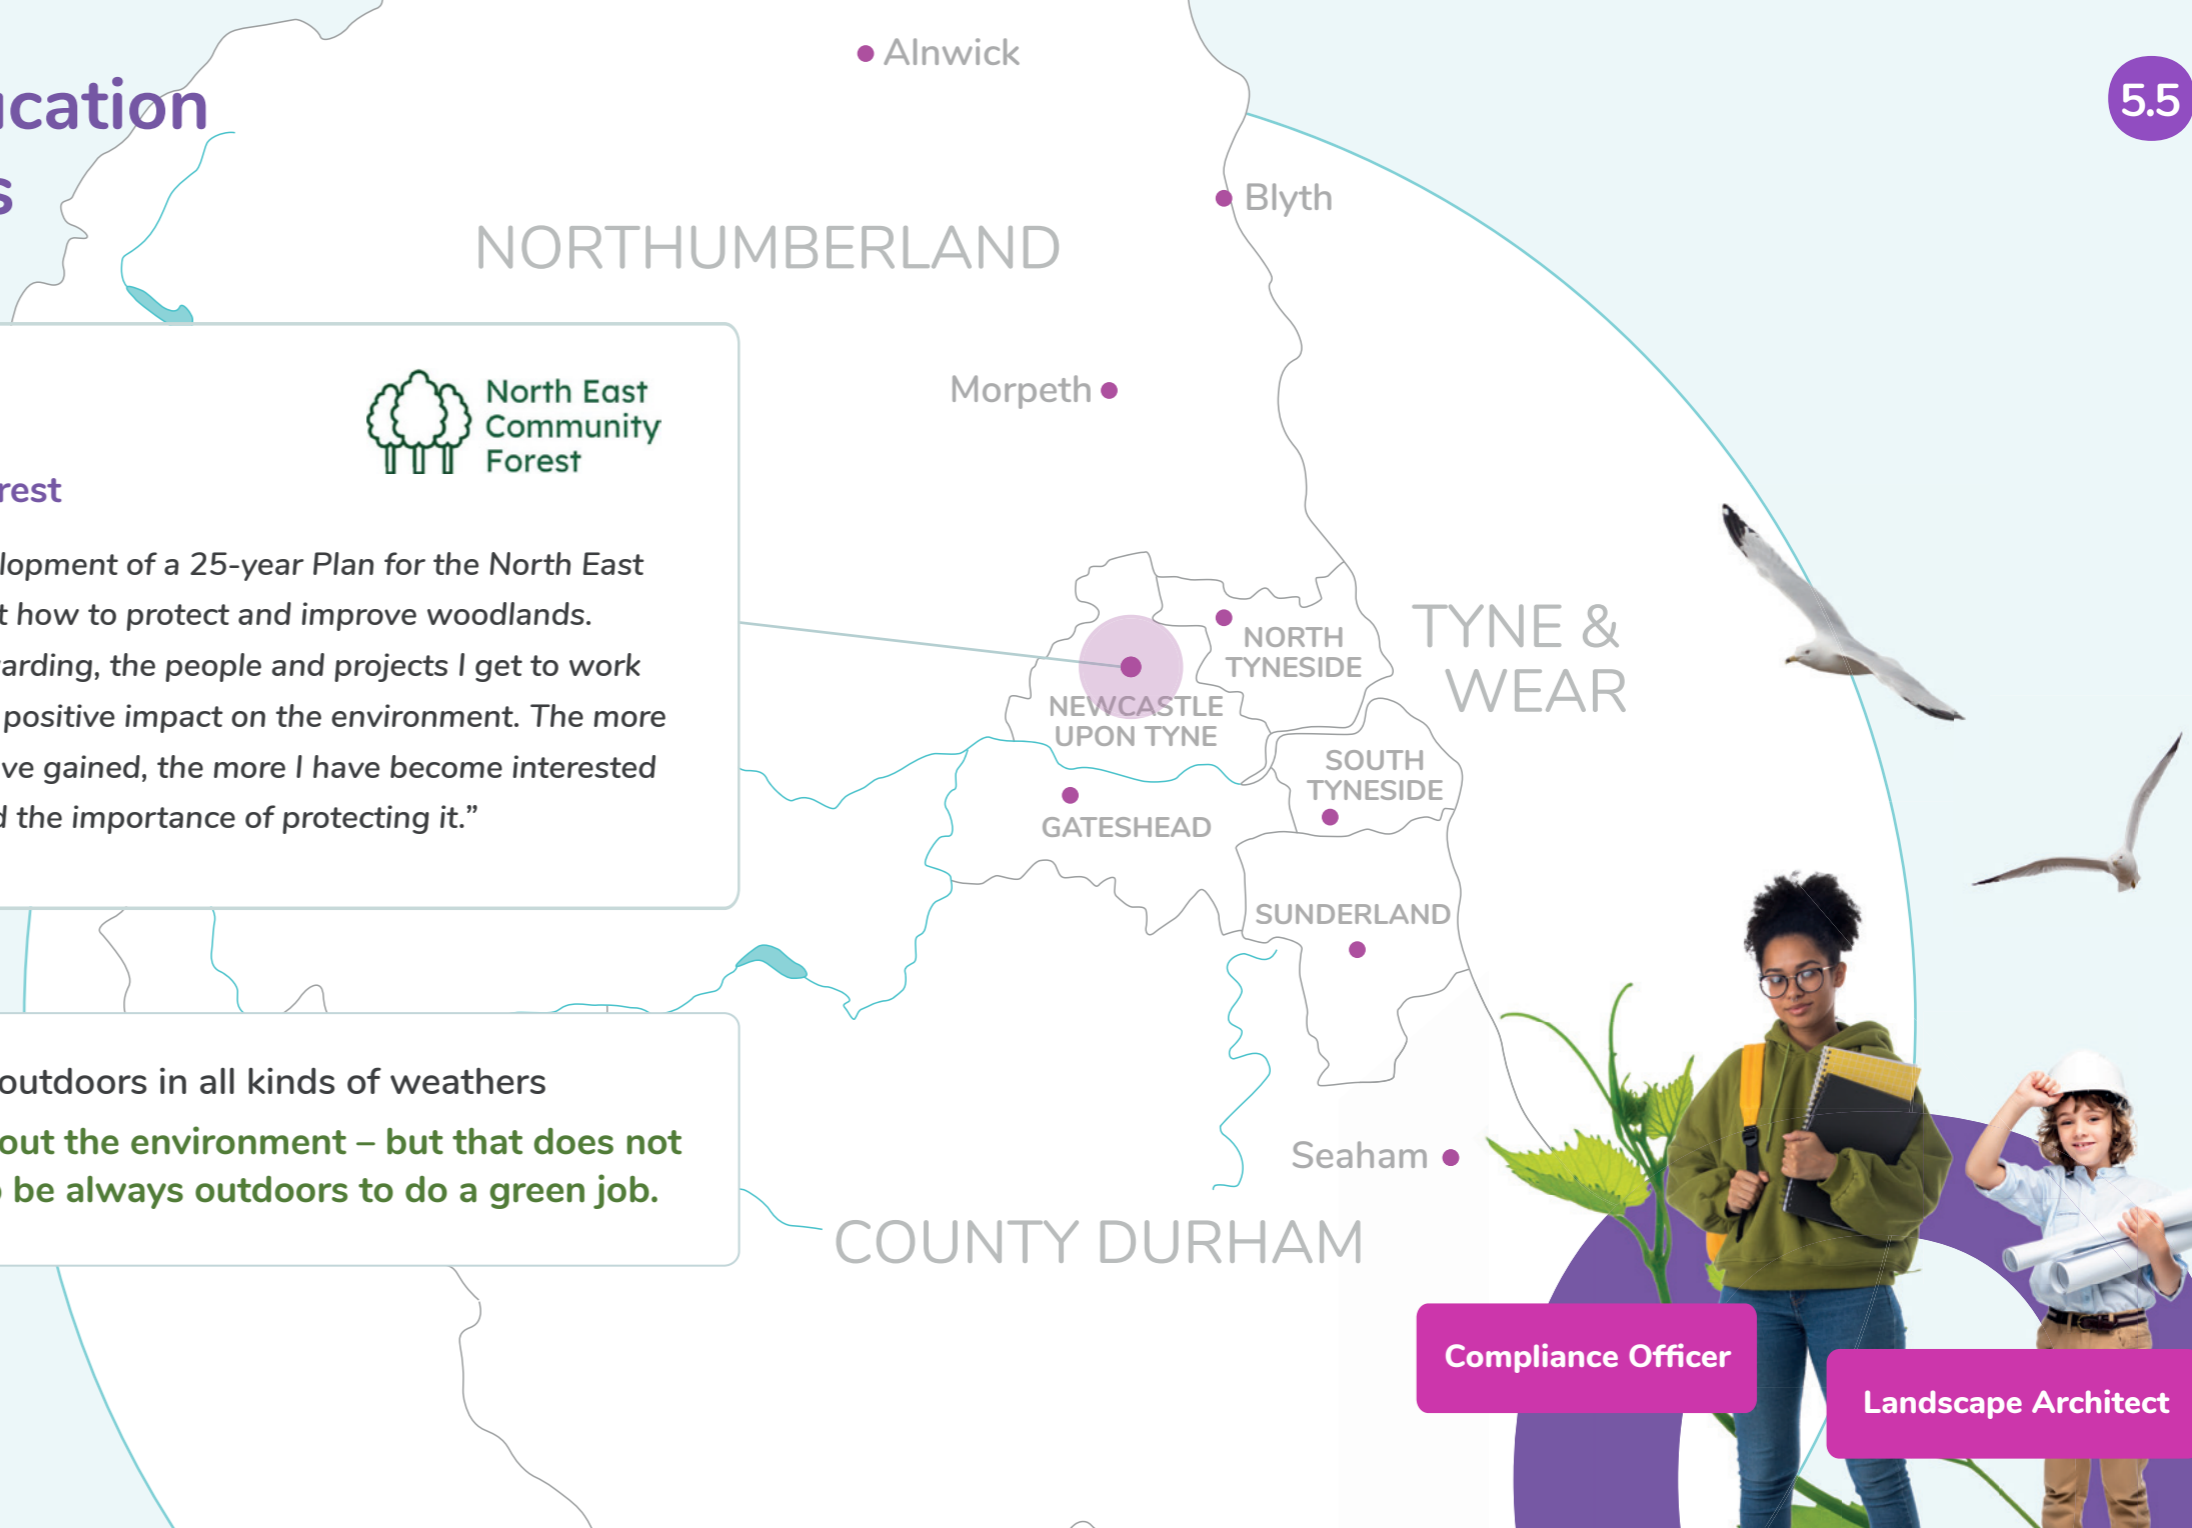 ucation
s
5.5
Alnwick
Blyth
NORTHUMBERLAND
Morpeth
North East
Community
Forest
rest
lopment of a 25-year Plan for the North East
t how to protect and improve woodlands.
arding, the people and projects I get to work
positive impact on the environment. The more
ve gained, the more I have become interested
d the importance of protecting it.”
NORTH
TYNESIDE
TYNE &
WEAR
NEWCASTLE
UPON TYNE
SOUTH
TYNESIDE
GATESHEAD
SUNDERLAND
outdoors in all kinds of weathers
out the environment – but that does not
o be always outdoors to do a green job.
Seaham
COUNTY DURHAM
Compliance Officer
Landscape Architect